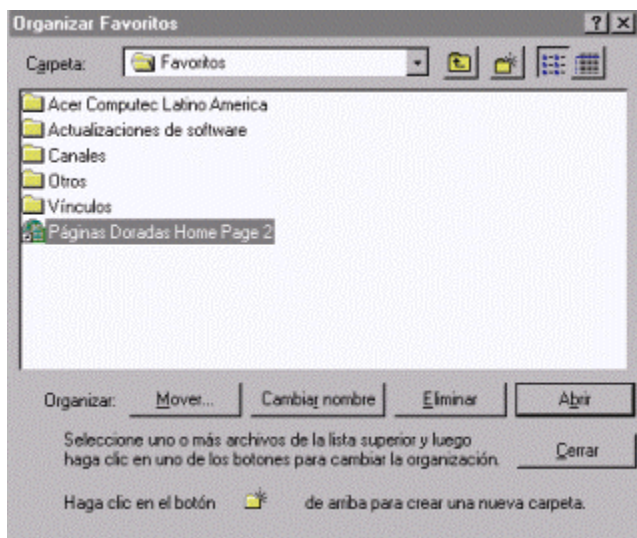 Organizar Favoritos
Carpeta: Favoritos
Acer Computec Latino America
Actualizaciones de software
Canales
Otros
Vínculos
Páginas Doradas Home Page 2
Organizar: Mover... Cambiar nombre Eliminar Abrir
Seleccione uno o más archivos de la lista superior y luego
haga clic en uno de los botones para cambiar la organización.
Cerrar
Haga clic en el botón de arriba para crear una nueva carpeta.